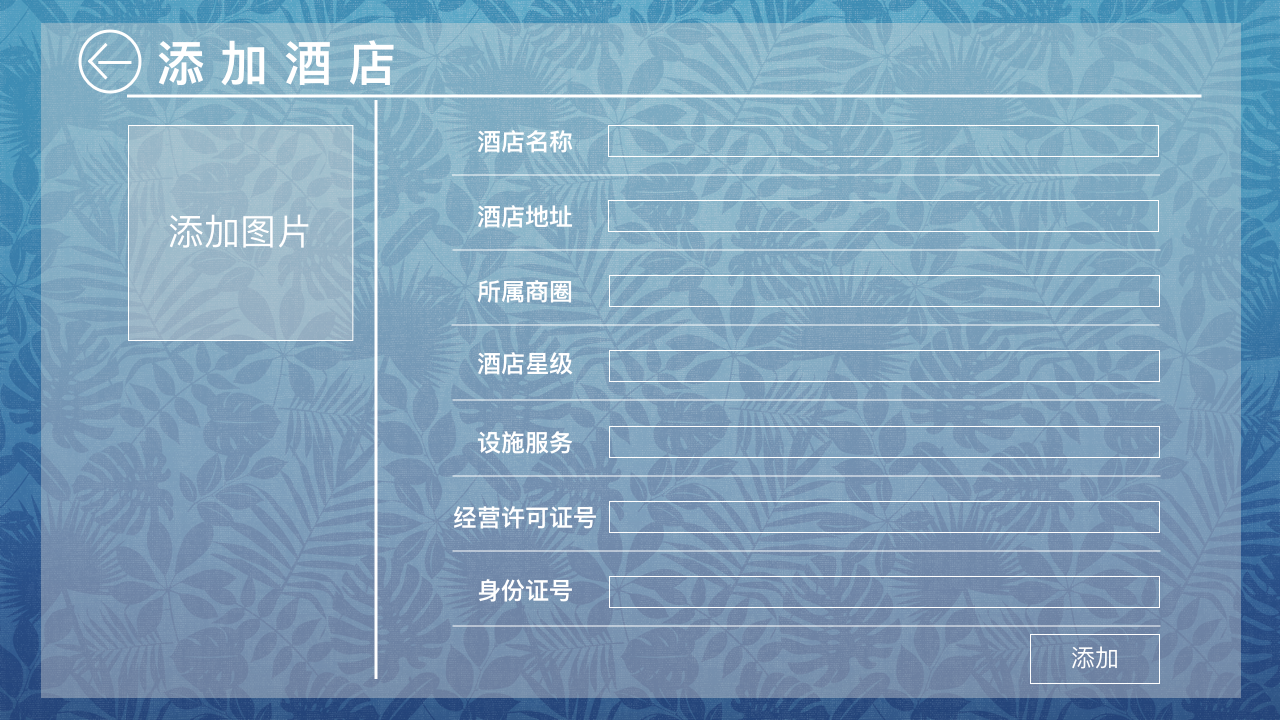 添加酒店
添加图片
酒店名称
酒店地址
所属商圈
酒店星级
设施服务
经营许可证号
身份证号
添加